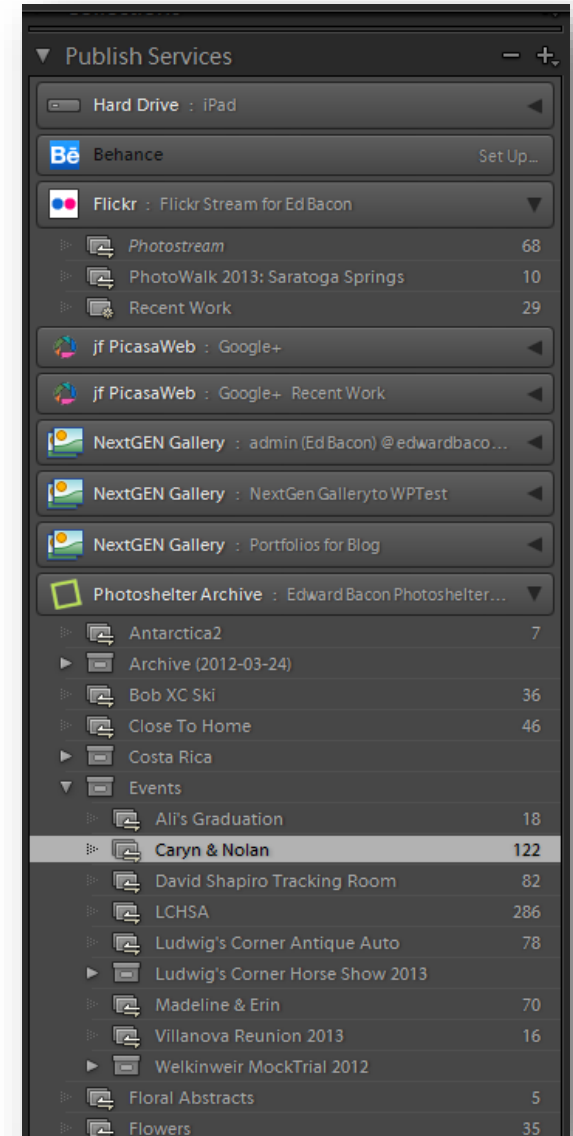 Publish Services
Hard Drive : iPad
Bē Behance Set Up...
Flickr : Flickr Stream for Ed Bacon
Photostream 68
PhotoWalk 2013: Saratoga Springs 10
Recent Work 29
jf PicasaWeb : Google+
jf PicasaWeb : Google+ Recent Work
NextGEN Gallery : admin (Ed Bacon) @ edwardbaco...
NextGEN Gallery : NextGen Galleryto WPTest
NextGEN Gallery : Portfolios for Blog
Photoshelter Archive : Edward Bacon Photoshelter...
Antarctica2 7
Archive (2012-03-24)
Bob XC Ski 36
Close To Home 46
Costa Rica
Events
Ali's Graduation 18
Caryn & Nolan 122
David Shapiro Tracking Room 82
LCHSA 286
Ludwig's Corner Antique Auto 78
Ludwig's Corner Horse Show 2013
Madeline & Erin 70
Villanova Reunion 2013 16
Welkinweir MockTrial 2012
Floral Abstracts 5
Flowers 35